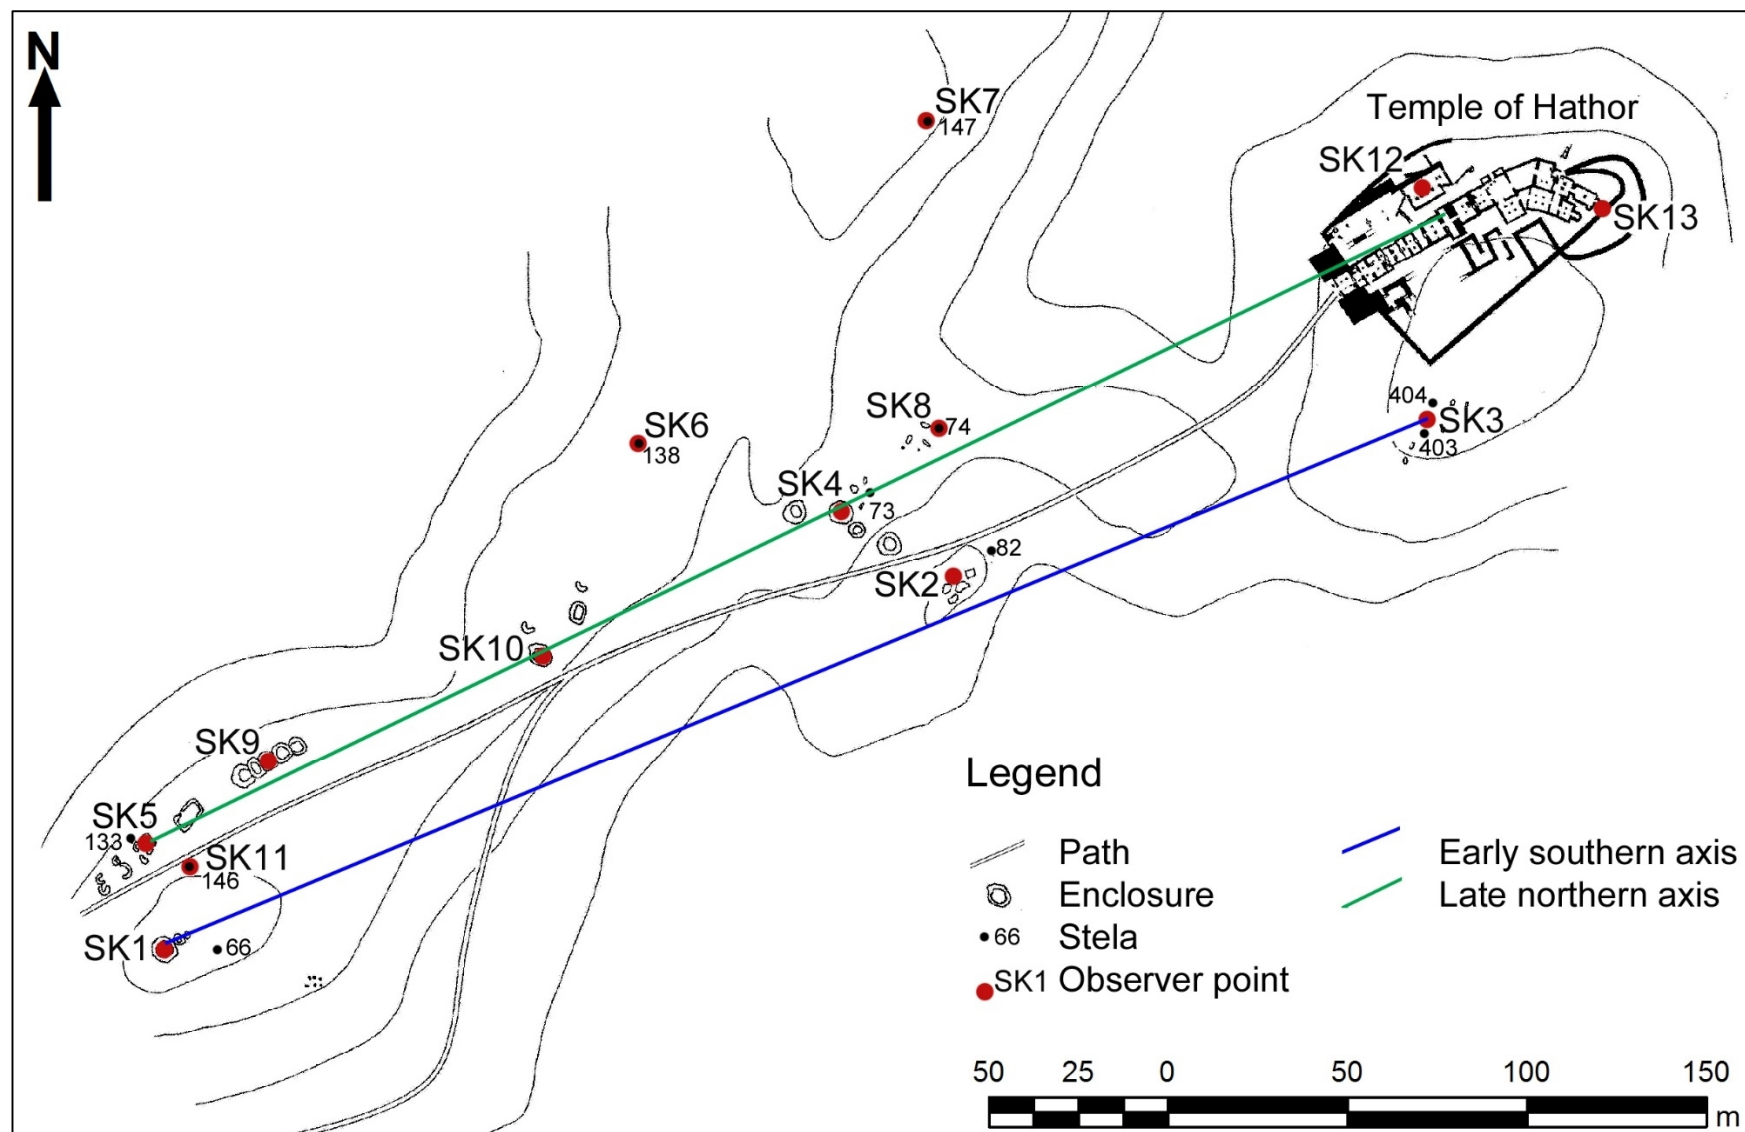 N
SK7
147
Temple of Hathor
SK12
SK13
SK8
74
404
SK3
403
SK6
138
SK4
73
82
SK2
SK10
SK9
SK5
133
SK11
146
SK1
66
Legend
Path
Enclosure
66 Stela
SK1 Observer point
Early southern axis
Late northern axis
50 25 0 50 100 150
m